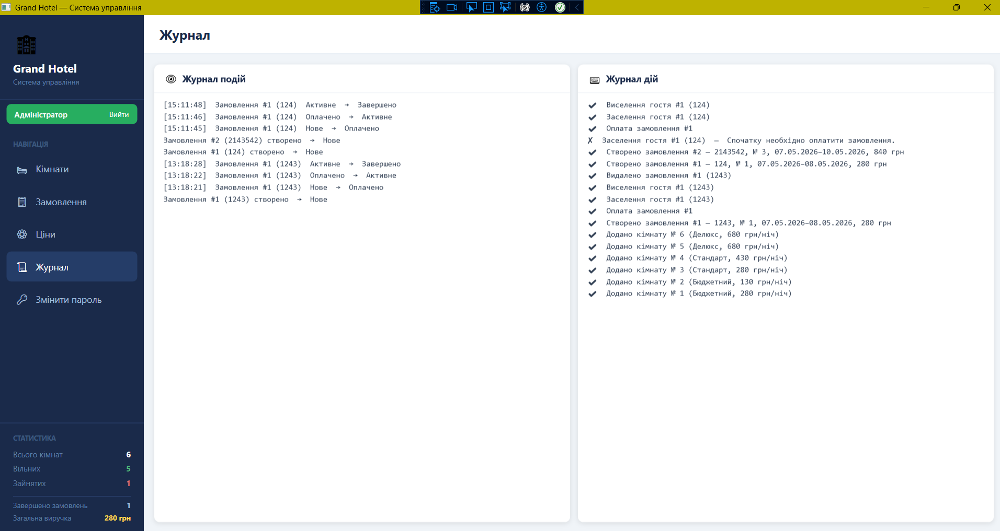 Grand Hotel — Система управління
Grand Hotel
Система управління
Адміністратор Вийти
НАВІГАЦІЯ
Кімнати
Замовлення
Ціни
Журнал
Змінити пароль
СТАТИСТИКА
Всього кімнат 6
Вільних 5
Зайнятих 1
Завершено замовлень 1
Загальна виручка 280 грн
Журнал
Журнал подій
[15:11:48] Замовлення #1 (124) Активне → Завершено
[15:11:46] Замовлення #1 (124) Оплачено → Активне
[15:11:45] Замовлення #1 (124) Нове → Оплачено
Замовлення #2 (2143542) створено → Нове
Замовлення #1 (124) створено → Нове
[13:18:28] Замовлення #1 (1243) Активне → Завершено
[13:18:22] Замовлення #1 (1243) Оплачено → Активне
[13:18:21] Замовлення #1 (1243) Нове → Оплачено
Замовлення #1 (1243) створено → Нове
Журнал дій
✔ Виселення гостя #1 (124)
✔ Заселення гостя #1 (124)
✔ Оплата замовлення #1
✗ Заселення гостя #1 (124) — Спочатку необхідно оплатити замовлення.
✔ Створено замовлення #2 — 2143542, № 3, 07.05.2026–10.05.2026, 840 грн
✔ Створено замовлення #1 — 124, № 1, 07.05.2026–08.05.2026, 280 грн
✔ Видалено замовлення #1 (1243)
✔ Виселення гостя #1 (1243)
✔ Заселення гостя #1 (1243)
✔ Оплата замовлення #1
✔ Створено замовлення #1 — 1243, № 1, 07.05.2026–08.05.2026, 280 грн
✔ Додано кімнату № 6 (Делюкс, 680 грн/ніч)
✔ Додано кімнату № 5 (Делюкс, 680 грн/ніч)
✔ Додано кімнату № 4 (Стандарт, 430 грн/ніч)
✔ Додано кімнату № 3 (Стандарт, 280 грн/ніч)
✔ Додано кімнату № 2 (Бюджетний, 130 грн/ніч)
✔ Додано кімнату № 1 (Бюджетний, 280 грн/ніч)